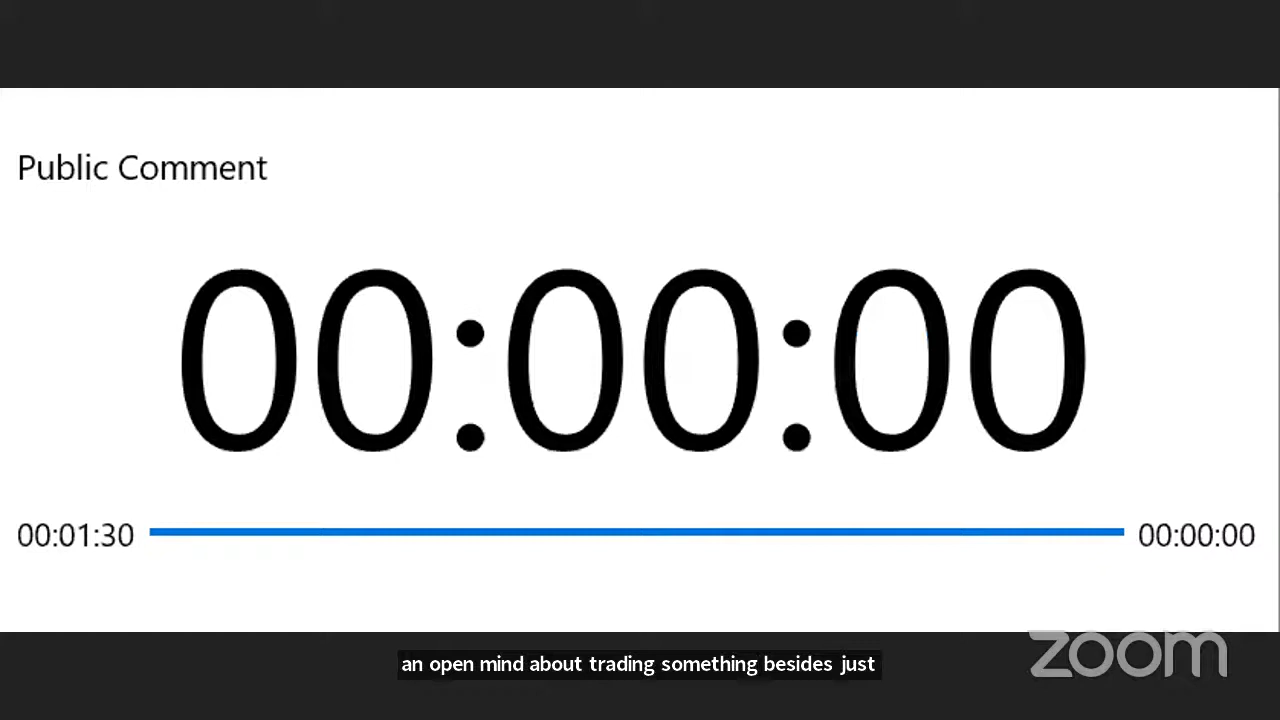 Public Comment
00:00:00
00:01:30
00:00:00
an open mind about trading something besides just
zoom